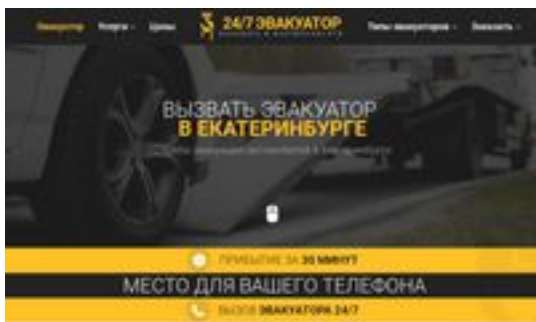 Эвакуатор Услуги Цены
24/7 ЭВАКУАТОР
Типы эвакуаторов Контакты
ВЫЗВАТЬ ЭВАКУАТОР
В ЕКАТЕРИНБУРГЕ
ПРИБЫТИЕ ЗА 30 МИНУТ
МЕСТО ДЛЯ ВАШЕГО ТЕЛЕФОНА
ВЫЗОВ ЭВАКУАТОРА 24/7